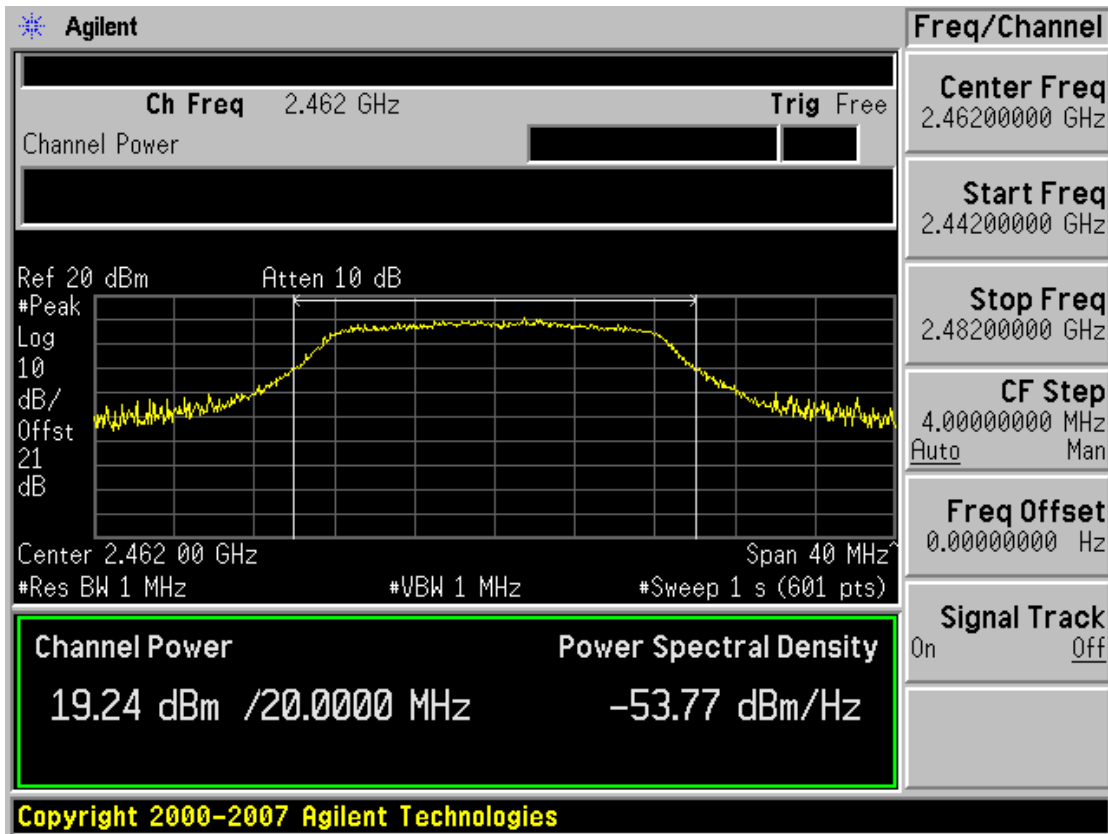 Agilent
Freq/Channel
Ch Freq 2.462 GHz Trig Free
Channel Power
Center Freq
2.46200000 GHz
Start Freq
2.44200000 GHz
Stop Freq
2.48200000 GHz
CF Step
4.00000000 MHz
Auto Man
Freq Offset
0.00000000 Hz
Signal Track
On Off
Ref 20 dBm Atten 10 dB
#Peak
Log
10
dB/
Offst
21
dB
Center 2.462 00 GHz Span 40 MHz^
#Res BW 1 MHz #VBW 1 MHz #Sweep 1 s (601 pts)
Channel Power Power Spectral Density
19.24 dBm /20.0000 MHz -53.77 dBm/Hz
Copyright 2000-2007 Agilent Technologies